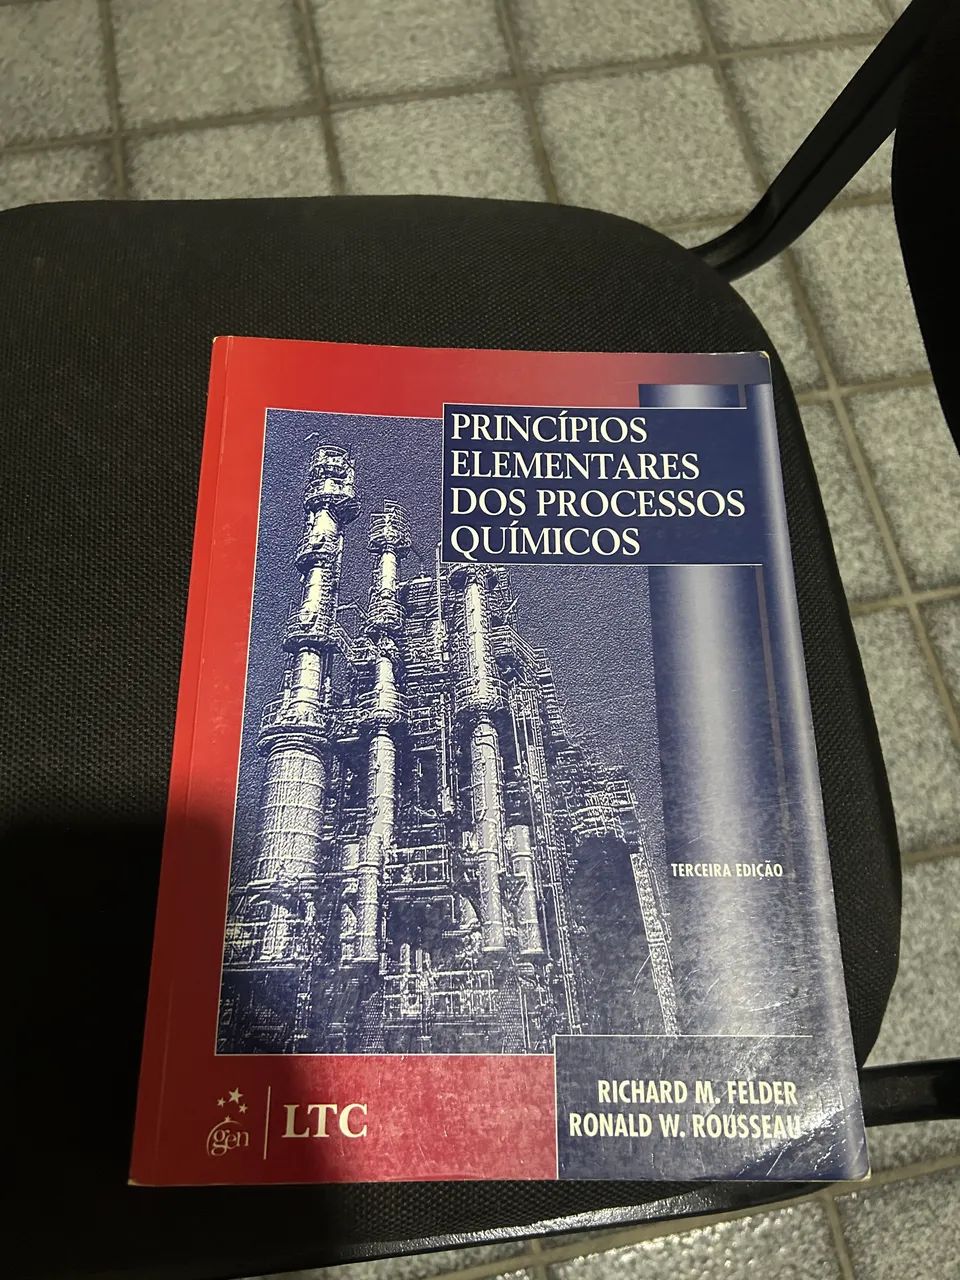 PRINCÍPIOS
ELEMENTARES
DOS PROCESSOS
QUÍMICOS
TERCEIRA EDIÇÃO
RICHARD M. FELDER
RONALD W. ROUSSEAU
gen
LTC